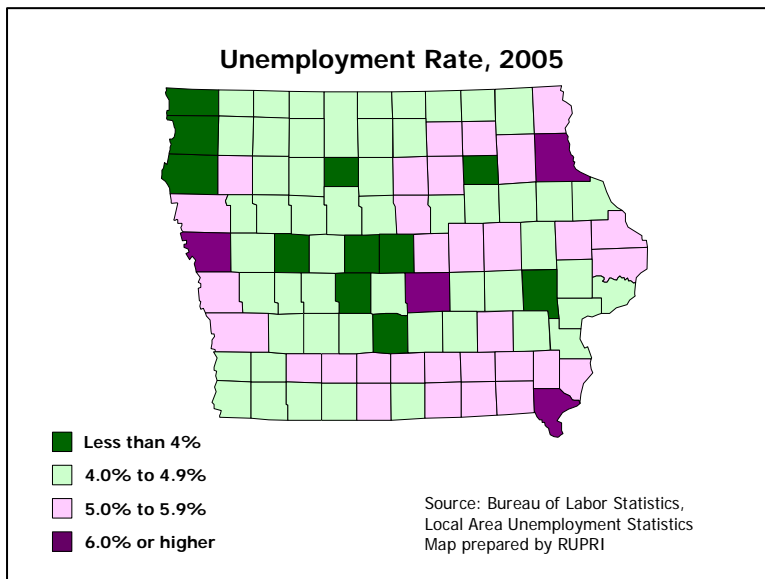 Unemployment Rate, 2005
Less than 4%
4.0% to 4.9%
5.0% to 5.9%
6.0% or higher
Source: Bureau of Labor Statistics,
Local Area Unemployment Statistics
Map prepared by RUPRI